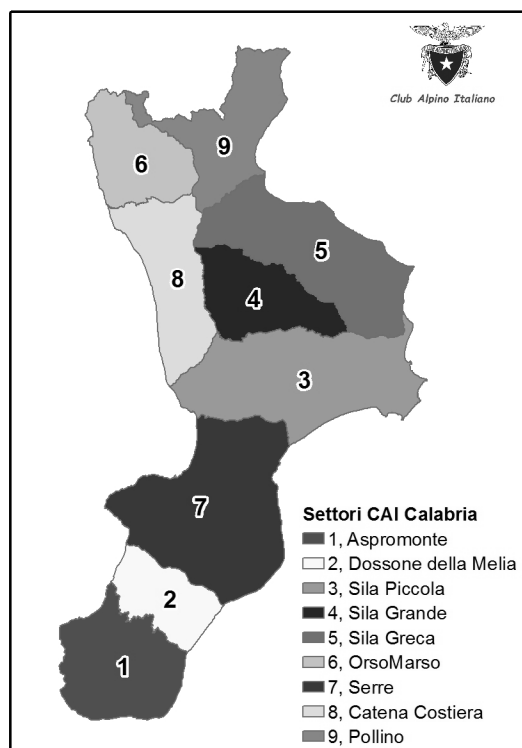 Club Alpino Italiano
9
6
5
8
4
3
7
2
1
Settori CAI Calabria
1, Aspromonte
2, Dossone della Melia
3, Sila Piccola
4, Sila Grande
5, Sila Greca
6, OrsoMarso
7, Serre
8, Catena Costiera
9, Pollino